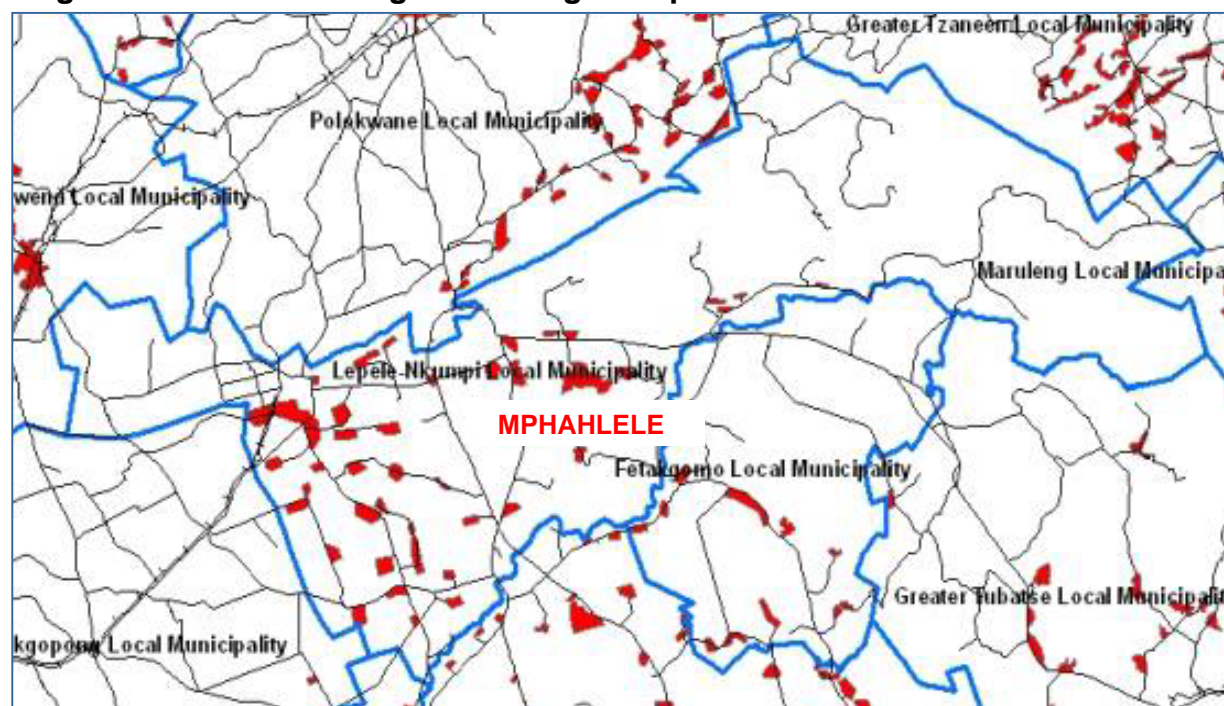 Greater Tzaneen Local Municipality
Polokwane Local Municipality
Local Municipality
Maruleng Local Municipa
Lepele-Nkumpi Local Municipality
MPHAHLELE
Fetakgomo Local Municipality
Greater Tubatse Local Municipalit
kgopong Local Municipality